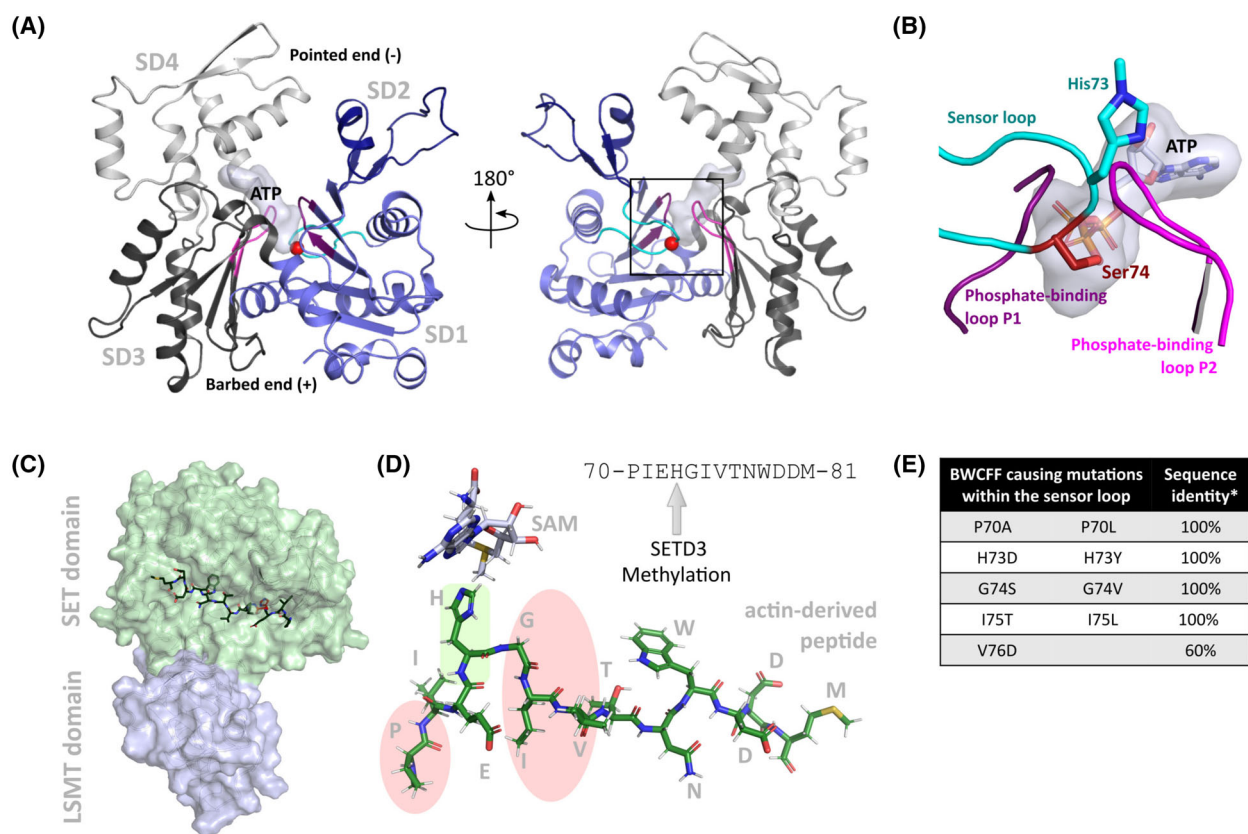 (A)
SD4
Pointed end (-)
SD2
ATP
180°
SD1
SD3
Barbed end (+)
(B)
His73
Sensor loop
ATP
Ser74
Phosphate-binding
loop P1
Phosphate-binding
loop P2
(C)
SET domain
LSMT domain
(D)
70-PIEHGIVTNWDDM-81
SAM
SETD3
Methylation
H
G
W
actin-derived
peptide
I
T
D
P
M
E
I
V
D
N
(E)
BWCFF causing mutations within the sensor loop Sequence identity*
P70A P70L 100%
H73D H73Y 100%
G74S G74V 100%
I75T I75L 100%
V76D 60%